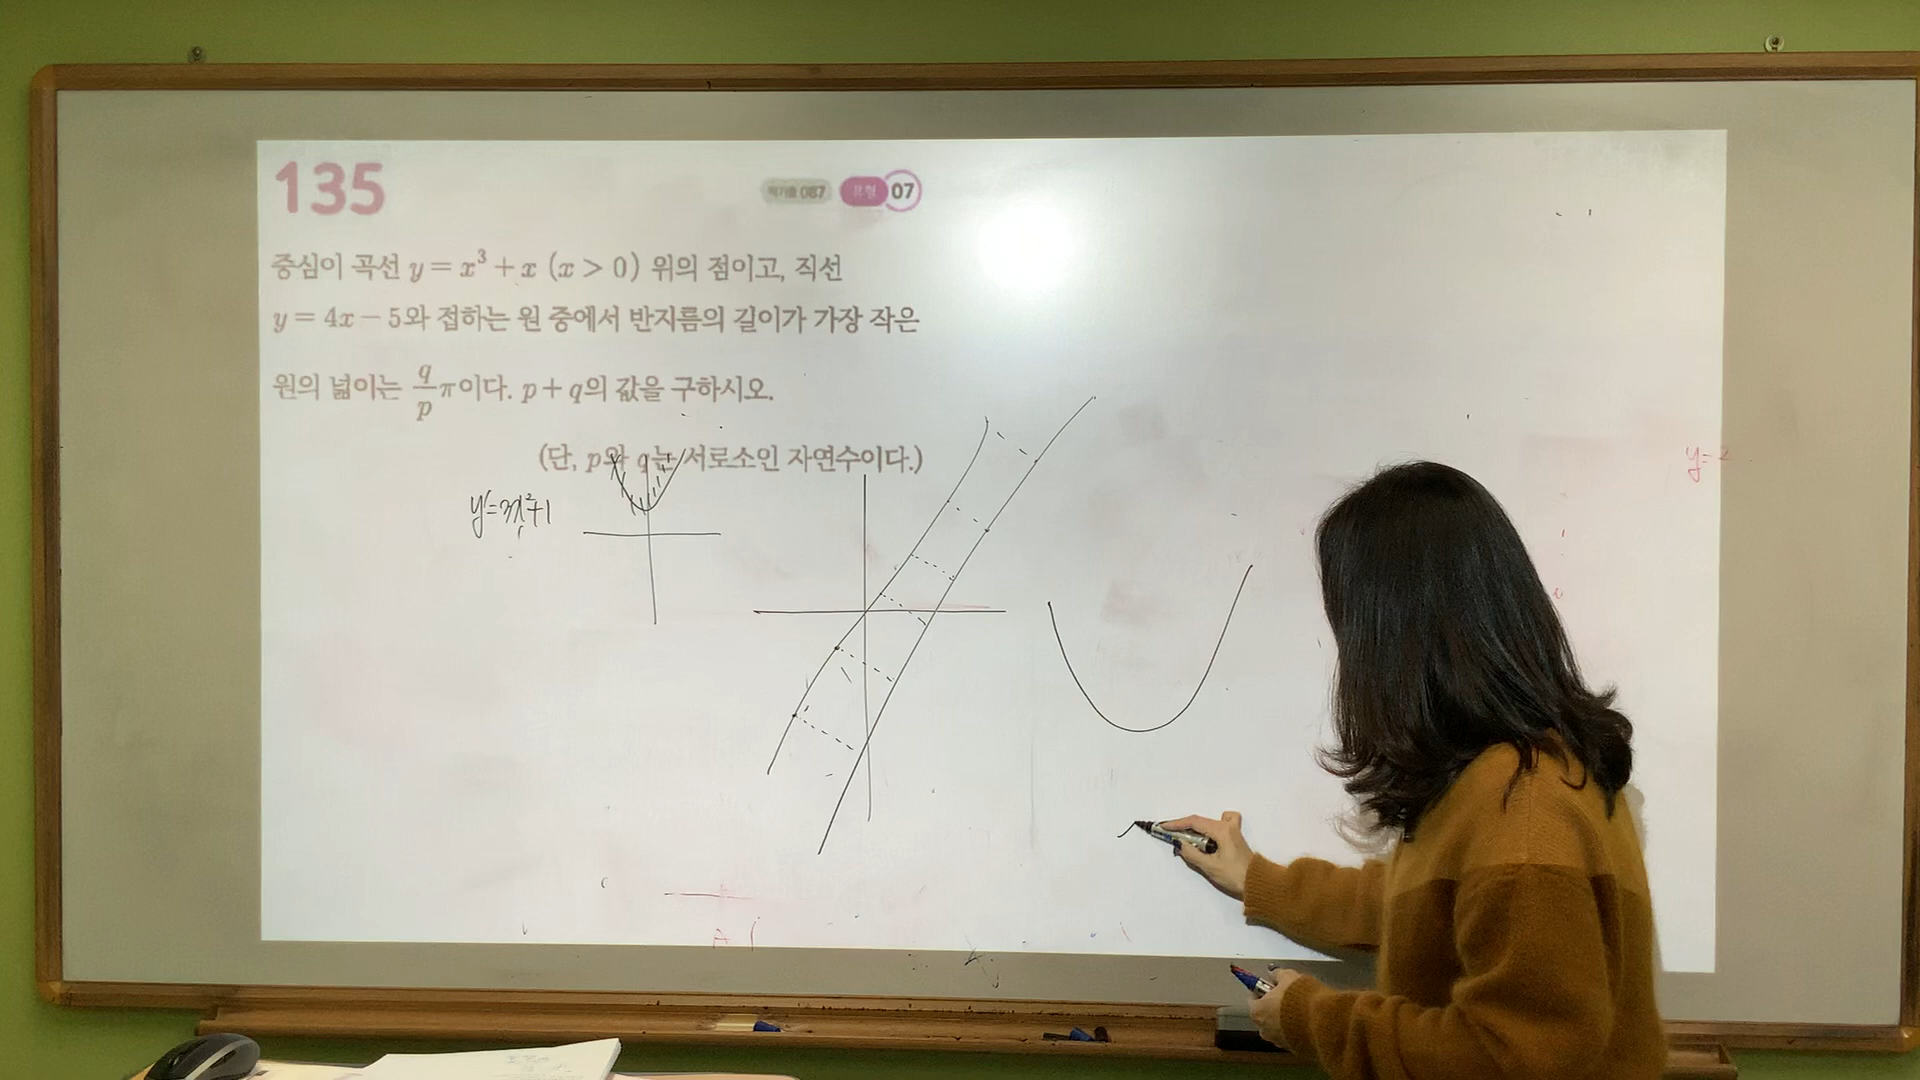 135
087 유형 07
중심이 곡선 y = x³ + x (x > 0) 위의 점이고, 직선
y = 4x − 5와 접하는 원 중에서 반지름의 길이가 가장 작은
원의 넓이는 q/p π이다. p + q의 값을 구하시오.
(단, p와 q는 서로소인 자연수이다.)
y'=3x²+1
y=